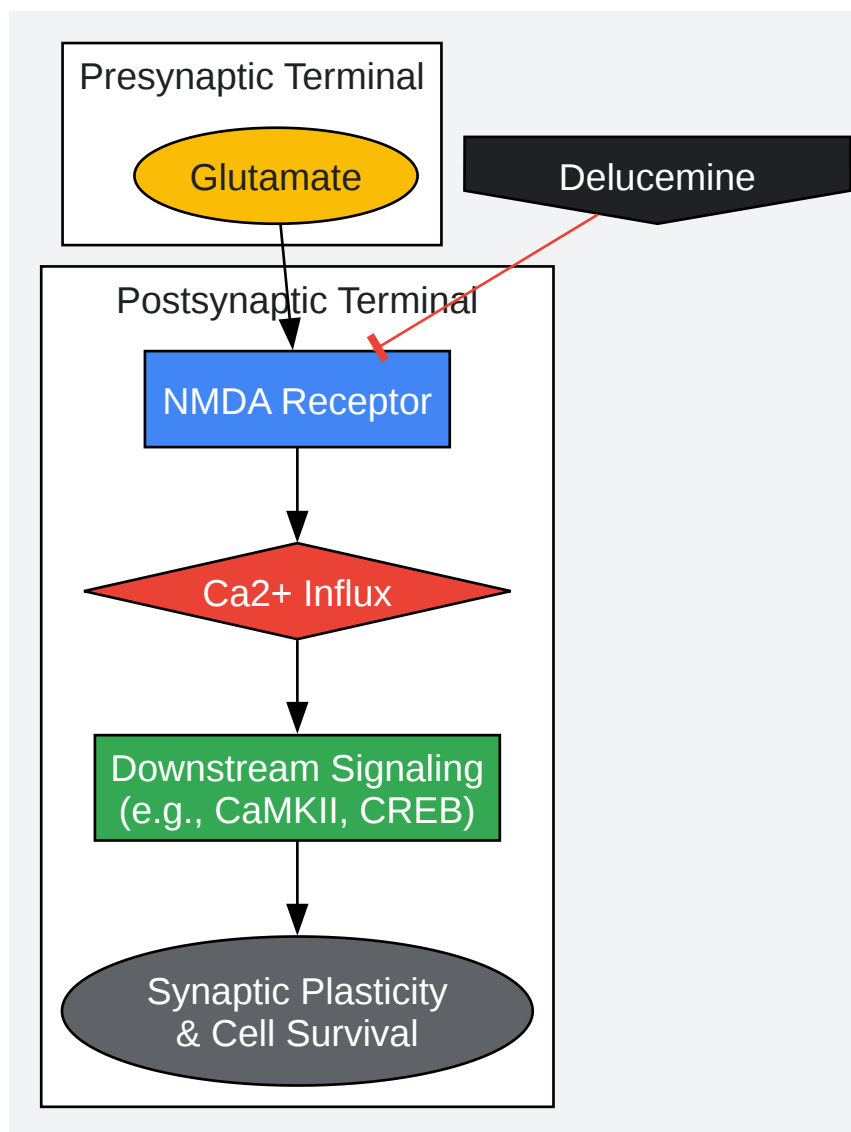 Presynaptic Terminal
Glutamate
Delucemine
Postsynaptic Terminal
NMDA Receptor
Ca2+ Influx
Downstream Signaling
(e.g., CaMKII, CREB)
Synaptic Plasticity
& Cell Survival